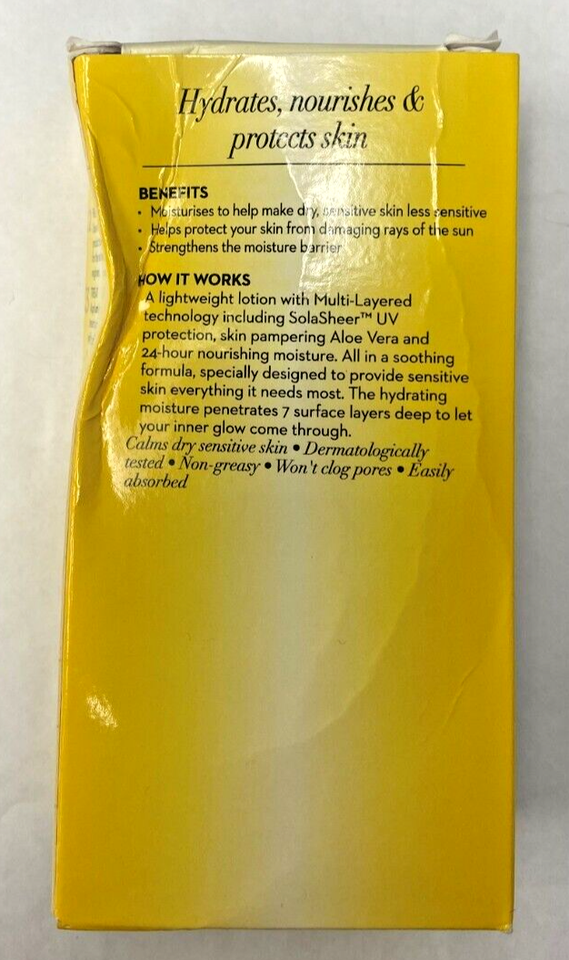 Hydrates, nourishes &
protects skin
BENEFITS
• Moisturises to help make dry, sensitive skin less sensitive
• Helps protect your skin from damaging rays of the sun
• Strengthens the moisture barrier
HOW IT WORKS
A lightweight lotion with Multi-Layered
technology including SolaSheer™ UV
protection, skin pampering Aloe Vera and
24-hour nourishing moisture. All in a soothing
formula, specially designed to provide sensitive
skin everything it needs most. The hydrating
moisture penetrates 7 surface layers deep to let
your inner glow come through.
Calms dry sensitive skin • Dermatologically
tested • Non-greasy • Won't clog pores • Easily
absorbed